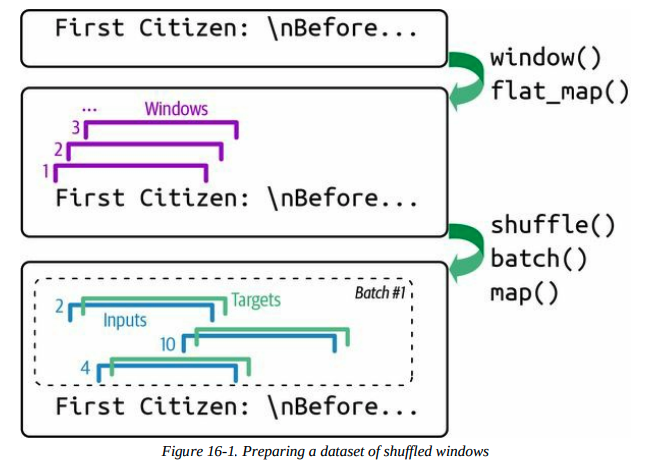 First Citizen: \nBefore...
window()
flat_map()
... Windows
3
2
1
First Citizen: \nBefore...
shuffle()
batch()
map()
Batch #1
2 Targets
Inputs
10
4
First Citizen: \nBefore...
Figure 16-1. Preparing a dataset of shuffled windows